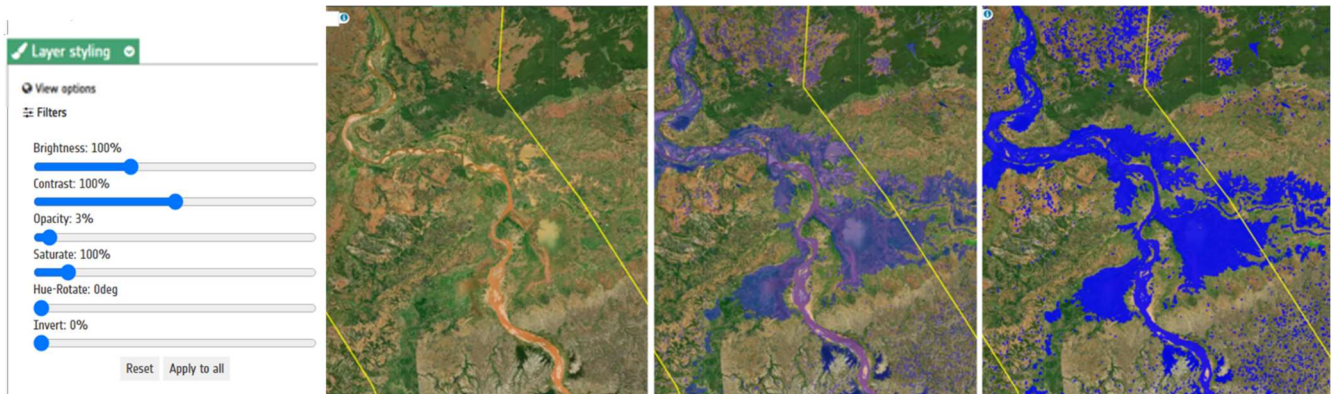 Layer styling
View options
Filters
Brightness: 100%
Contrast: 100%
Opacity: 3%
Saturate: 100%
Hue-Rotate: 0deg
Invert: 0%
Reset Apply to all